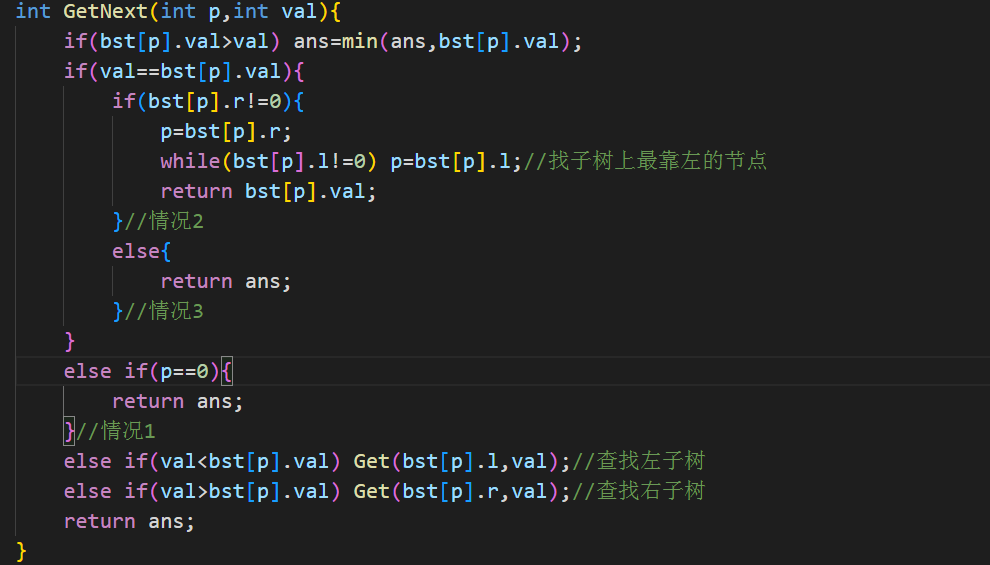 int GetNext(int p,int val){
    if(bst[p].val>val) ans=min(ans,bst[p].val);
    if(val==bst[p].val){
        if(bst[p].r!=0){
            p=bst[p].r;
            while(bst[p].l!=0) p=bst[p].l;//找子树上最靠左的节点
            return bst[p].val;
        }//情况2
        else{
            return ans;
        }//情况3
    }
    else if(p==0){
        return ans;
    }//情况1
    else if(val<bst[p].val) Get(bst[p].l,val);//查找左子树
    else if(val>bst[p].val) Get(bst[p].r,val);//查找右子树
    return ans;
}